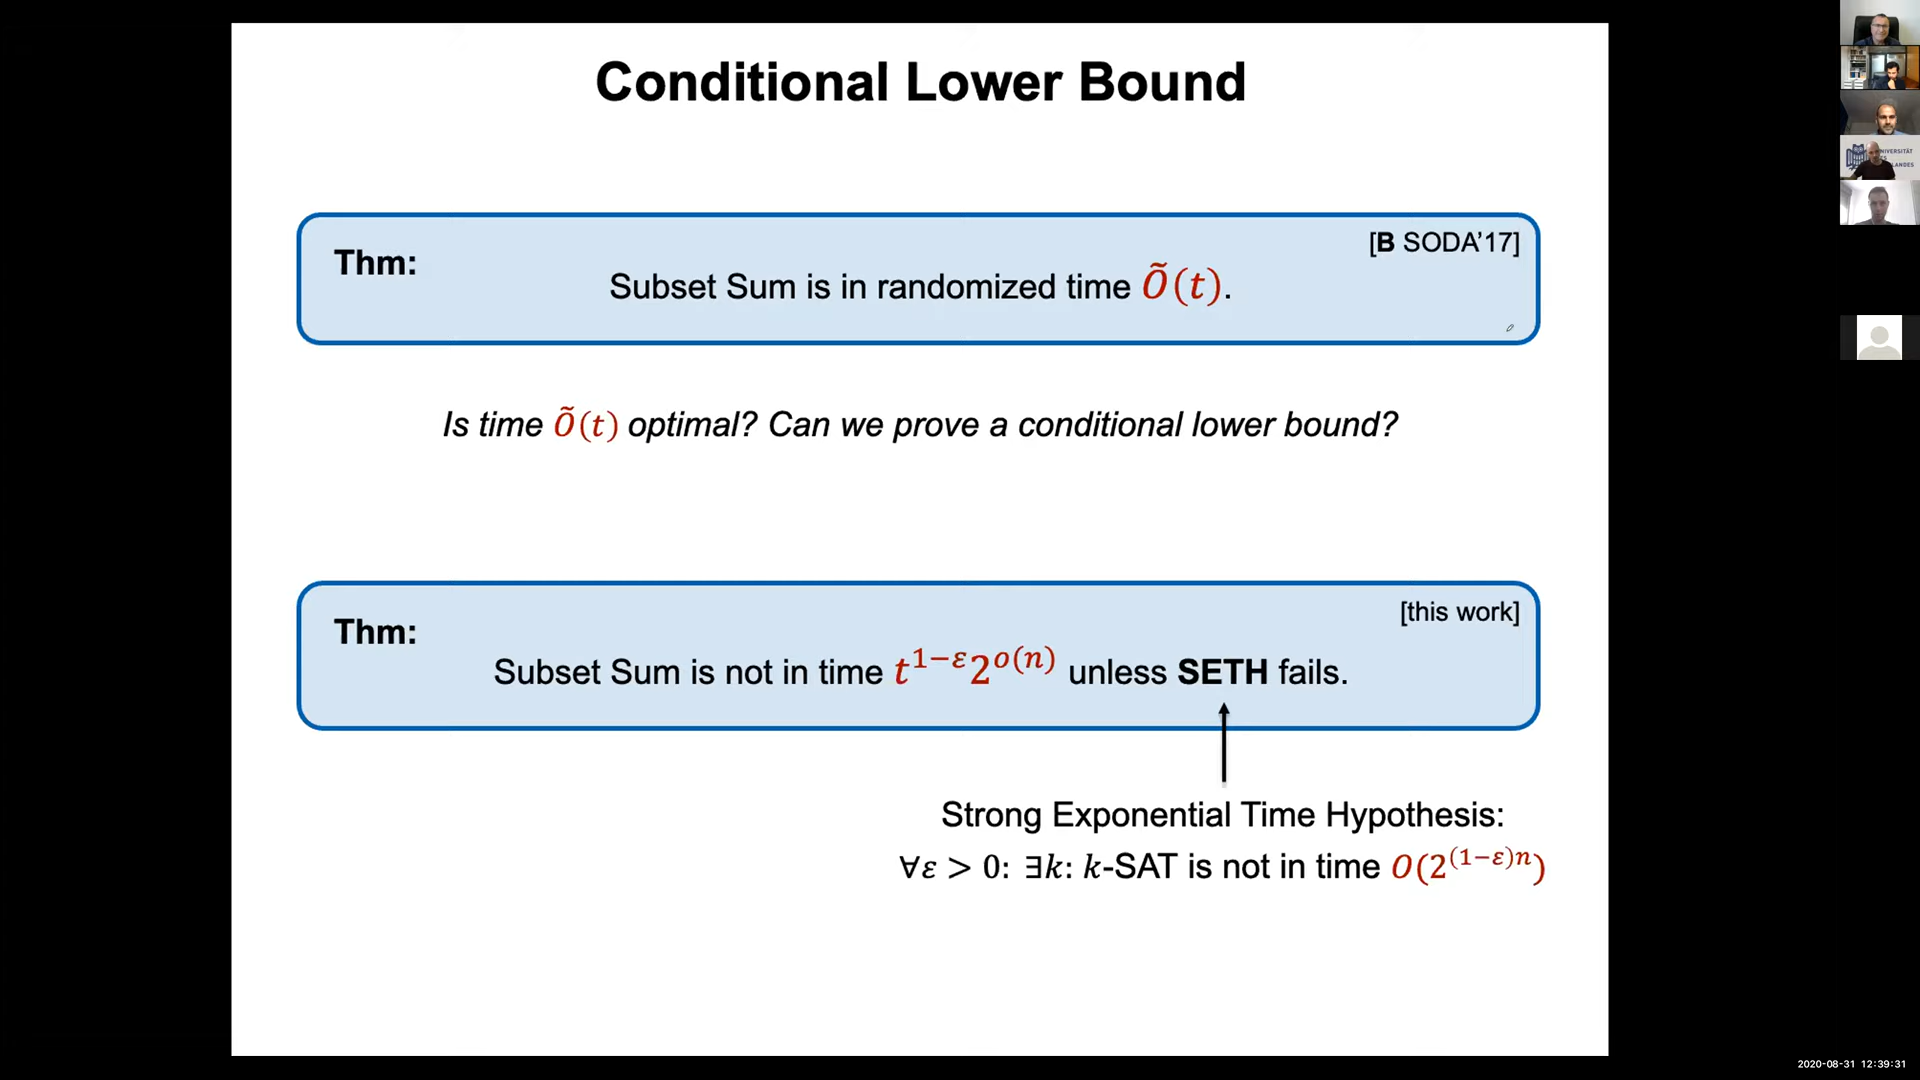 Conditional Lower Bound
[B SODA'17]
Thm:
Subset Sum is in randomized time Õ(t).
Is time Õ(t) optimal? Can we prove a conditional lower bound?
[this work]
Thm:
Subset Sum is not in time t^{1−ε}2^{o(n)} unless SETH fails.
Strong Exponential Time Hypothesis:
∀ε > 0: ∃k: k-SAT is not in time O(2^{(1−ε)n})
2020-08-31 12:39:31